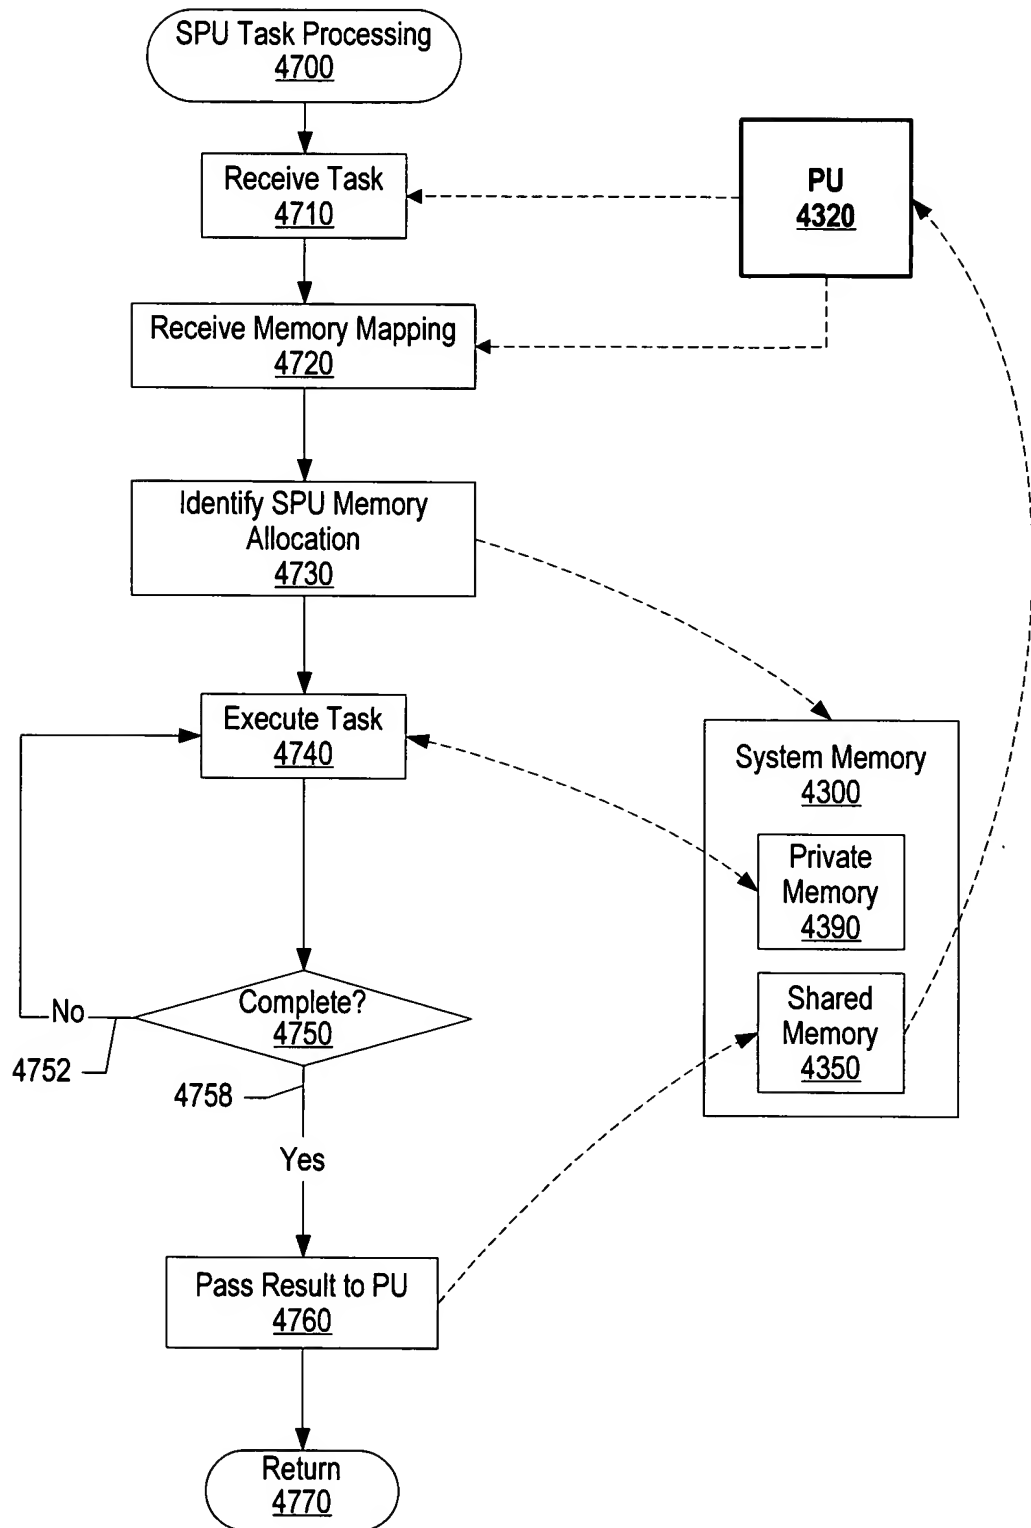 SPU Task Processing
4700
Receive Task
4710
PU
4320
Receive Memory Mapping
4720
Identify SPU Memory
Allocation
4730
Execute Task
4740
System Memory
4300
Private
Memory
4390
Shared
Memory
4350
Complete?
4750
No
4752
4758
Yes
Pass Result to PU
4760
Return
4770